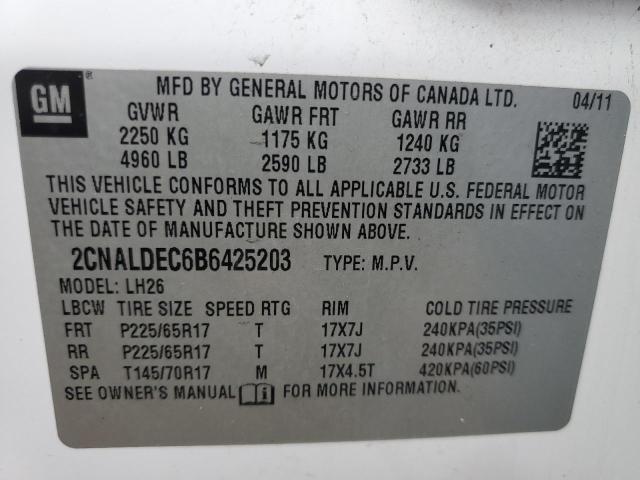 GM ® MFD BY GENERAL MOTORS OF CANADA LTD. 04/11
GVWR GAWR FRT GAWR RR
2250 KG 1175 KG 1240 KG
4960 LB 2590 LB 2733 LB
THIS VEHICLE CONFORMS TO ALL APPLICABLE U.S. FEDERAL MOTOR
VEHICLE SAFETY AND THEFT PREVENTION STANDARDS IN EFFECT ON
THE DATE OF MANUFACTURE SHOWN ABOVE.
2CNALDEC6B6425203 TYPE: M.P.V.
MODEL: LH26
LBCW TIRE SIZE SPEED RTG RIM COLD TIRE PRESSURE
FRT P225/65R17 T 17X7J 240KPA(35PSI)
RR P225/65R17 T 17X7J 240KPA(35PSI)
SPA T145/70R17 M 17X4.5T 420KPA(60PSI)
SEE OWNER'S MANUAL FOR MORE INFORMATION.